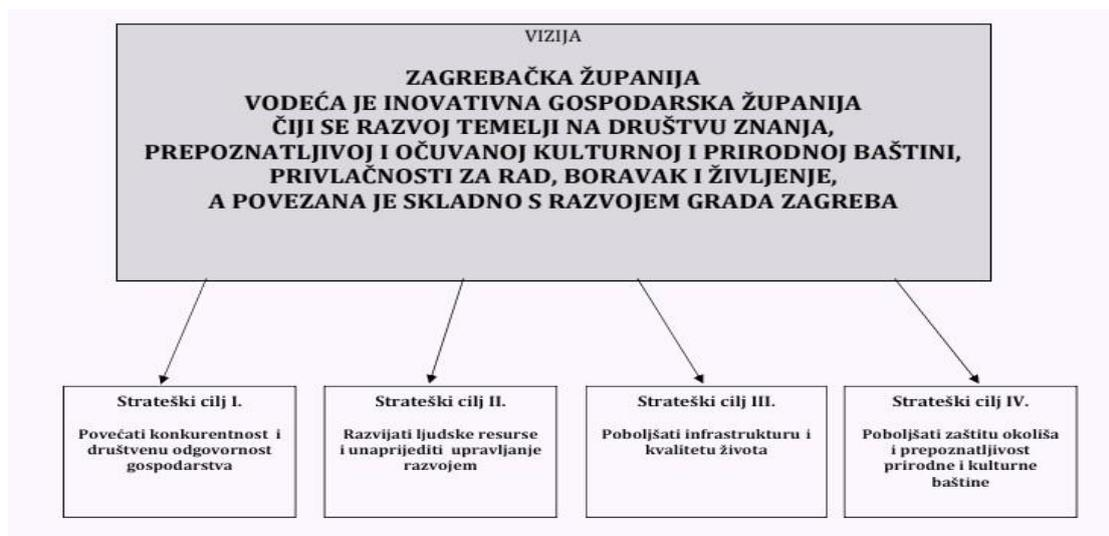 VIZIJA
ZAGREBAČKA ŽUPANIJA
VODEĆA JE INOVATIVNA GOSPODARSKA ŽUPANIJA
ČIJI SE RAZVOJ TEMELJI NA DRUŠTVU ZNANJA,
PREPOZNATLJIVOJ I OČUVANOJ KULTURNOJ I PRIRODNOJ BAŠTINI,
PRIVLAČNOSTI ZA RAD, BORAVAK I ŽIVLJENJE,
A POVEZANA JE SKLADNO S RAZVOJEM GRADA ZAGREBA
Strateški cilj I.
Povećati konkurentnost i
društvenu odgovornost
gospodarstva
Strateški cilj II.
Razvijati ljudske resurse
i unaprijediti upravljanje
razvojem
Strateški cilj III.
Poboljšati infrastrukturu i
kvalitetu života
Strateški cilj IV.
Poboljšati zaštitu okoliša
i prepoznatljivost
prirodne i kulturne
baštine